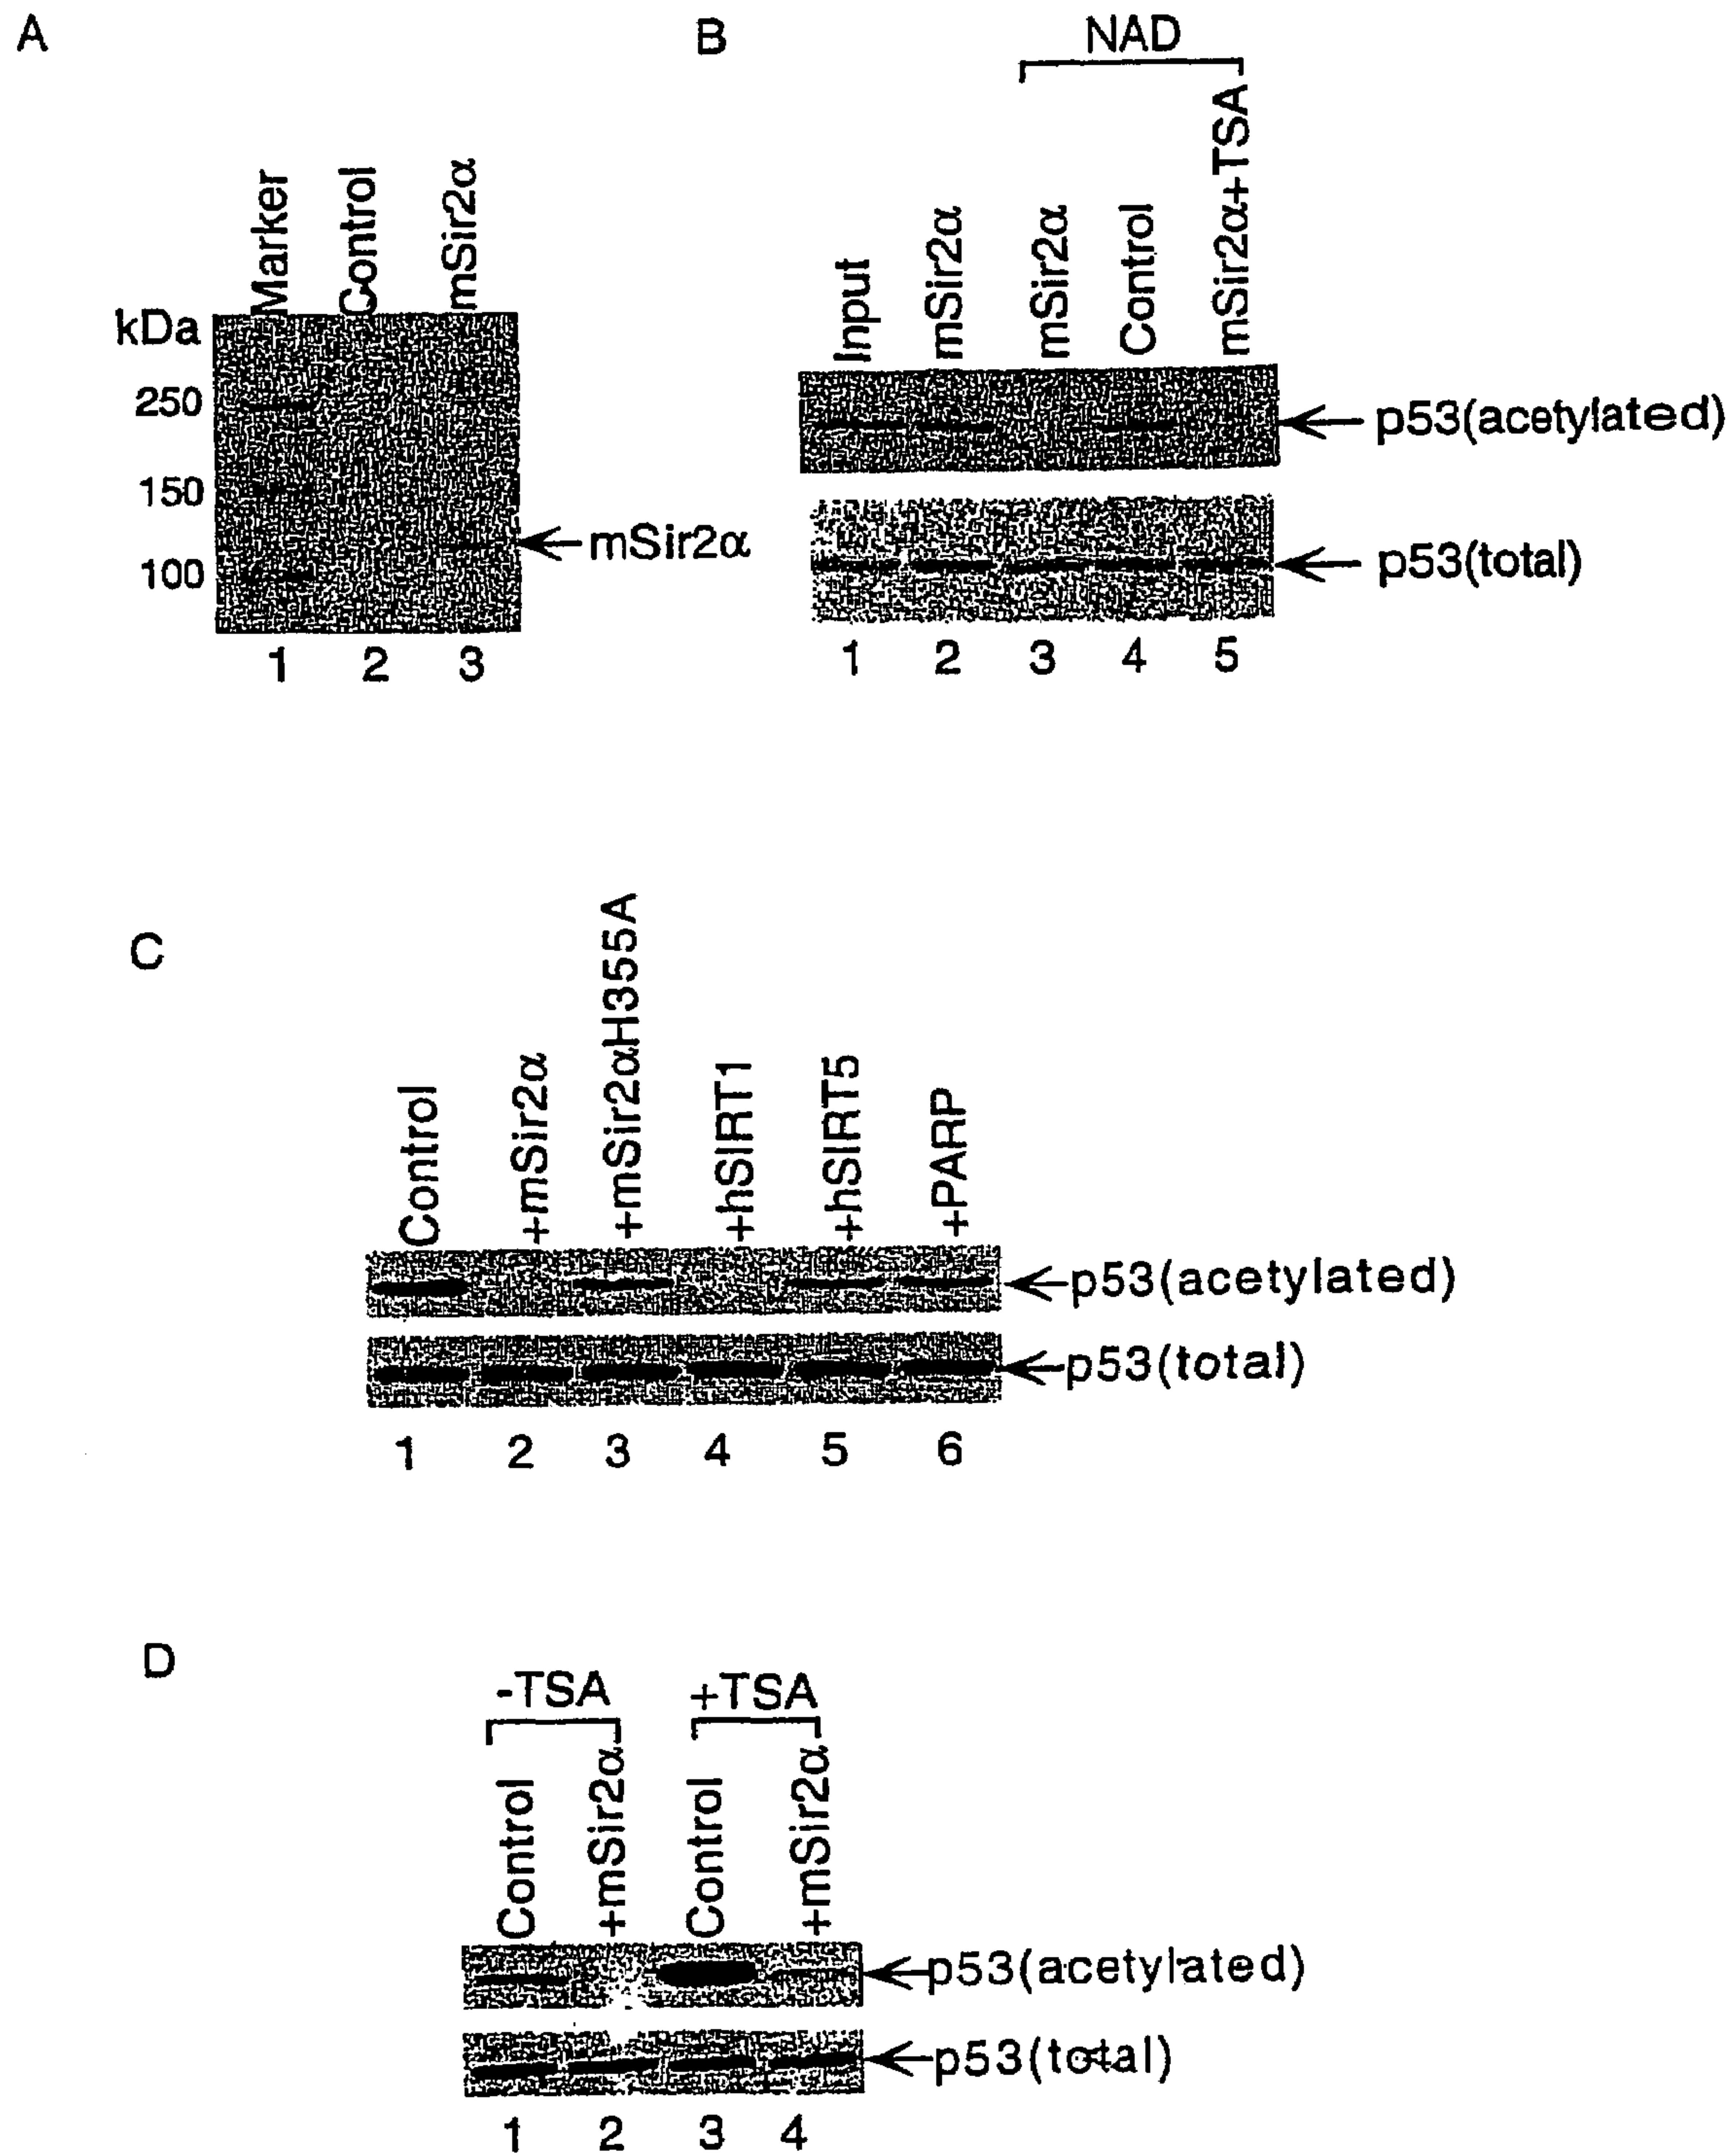 A
Marker
Control
mSir2α
kDa
250
150
100
mSir2α
1 2 3
B
NAD
Input
mSir2α
mSir2α
Control
mSir2α+TSA
p53(acetylated)
p53(total)
1 2 3 4 5
C
Control
+mSir2α
+mSir2αH355A
+hSIRT1
+hSIRT5
+PARP
p53(acetylated)
p53(total)
1 2 3 4 5 6
D
-TSA
+TSA
Control
+mSir2α
Control
+mSir2α
p53(acetylated)
p53(total)
1 2 3 4